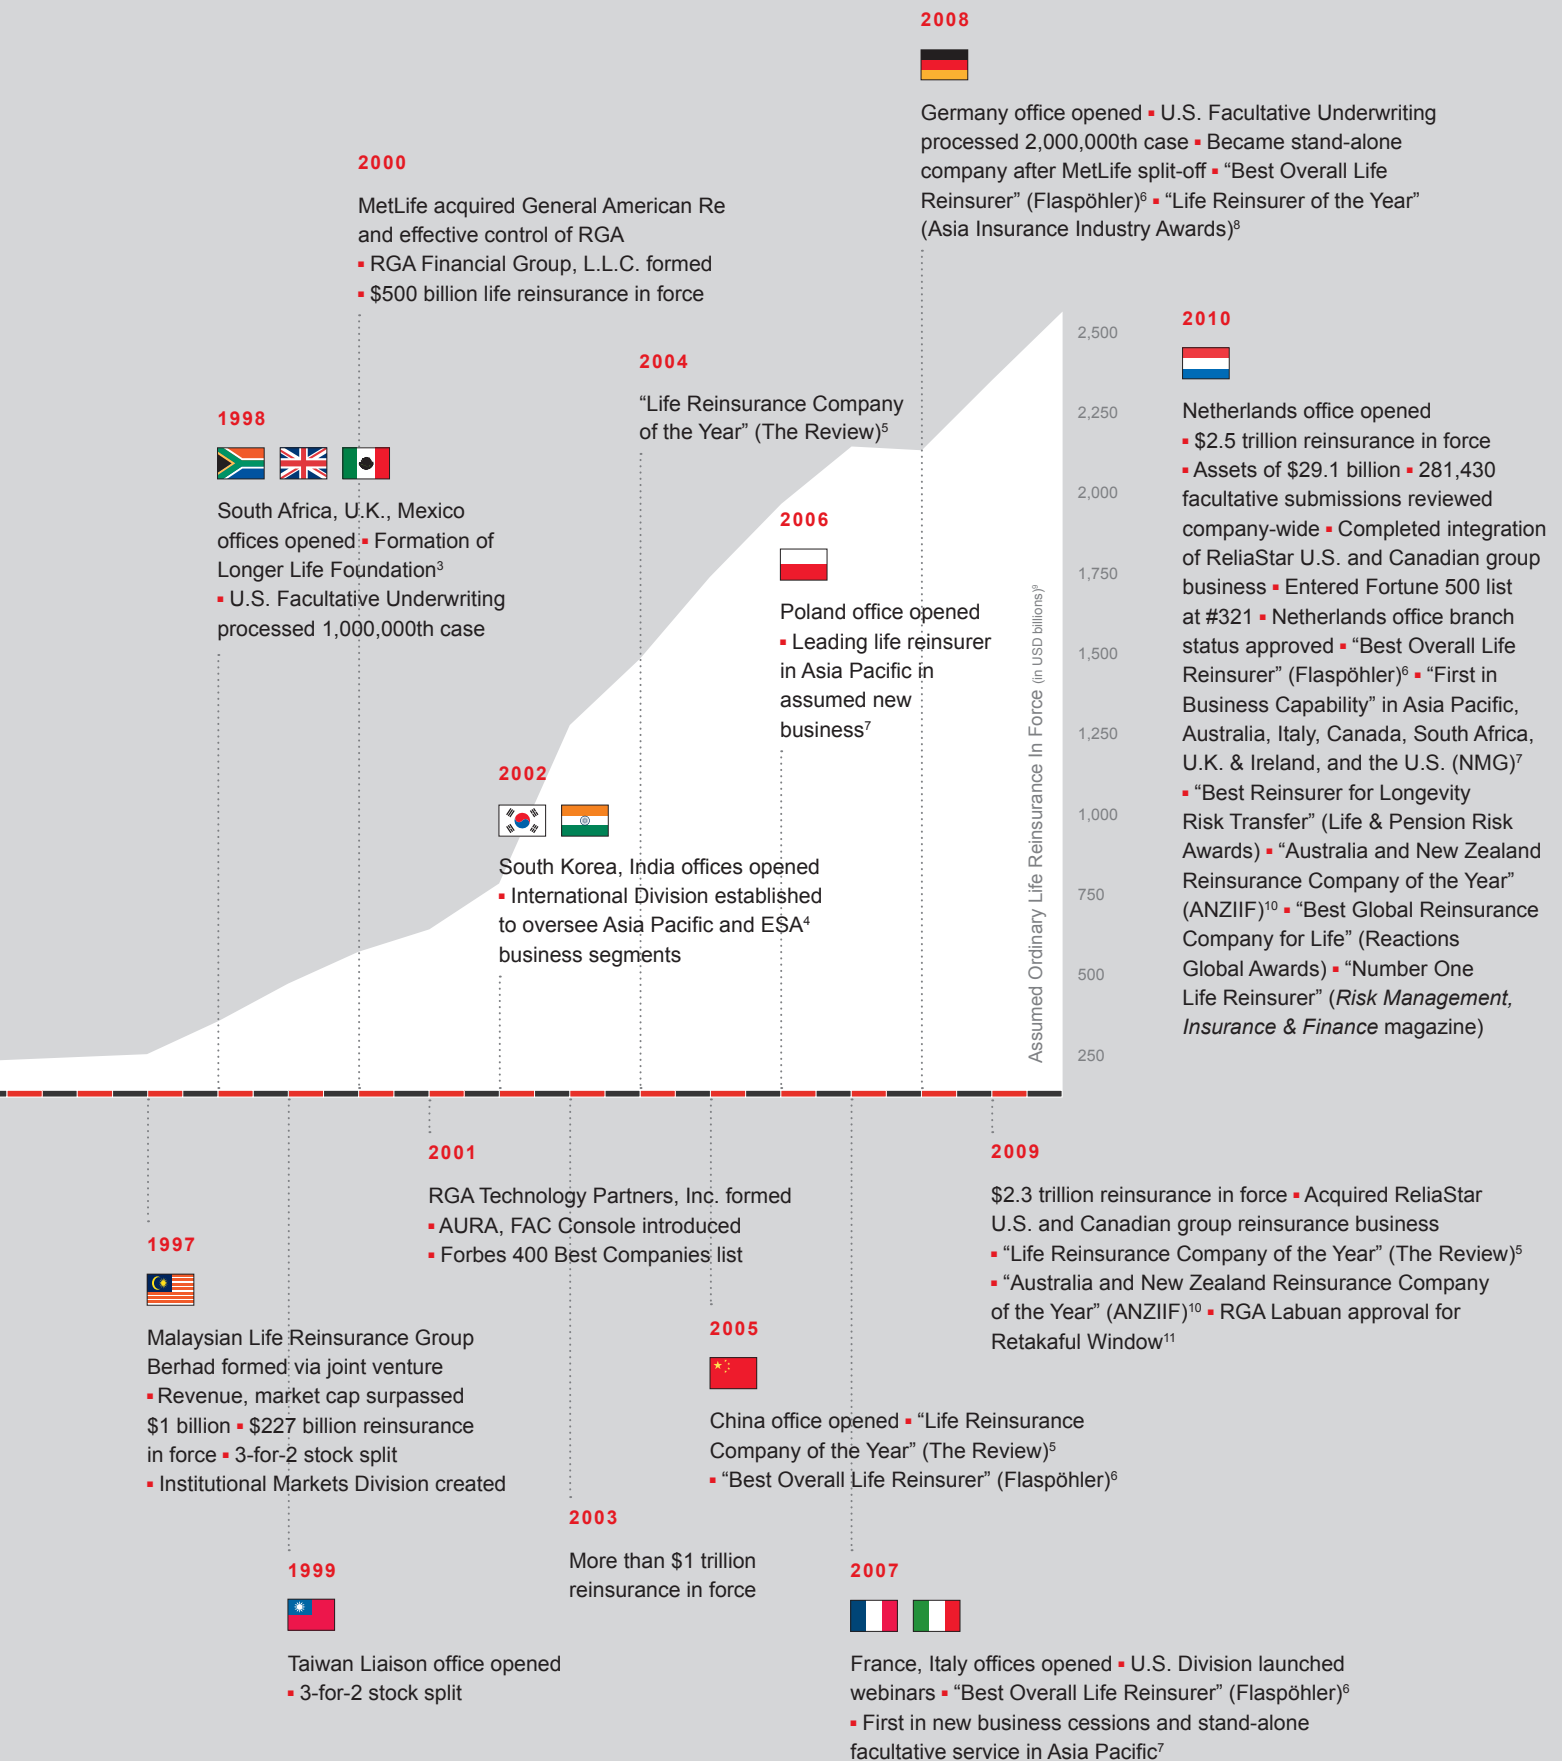 2008
Germany office opened ▪ U.S. Facultative Underwriting
processed 2,000,000th case ▪ Became stand-alone
company after MetLife split-off ▪ “Best Overall Life
Reinsurer” (Flaspöhler)⁶ ▪ “Life Reinsurer of the Year”
(Asia Insurance Industry Awards)⁸
2000
MetLife acquired General American Re
and effective control of RGA
▪ RGA Financial Group, L.L.C. formed
▪ $500 billion life reinsurance in force
2004
“Life Reinsurance Company
of the Year” (The Review)⁵
1998
South Africa, U.K., Mexico
offices opened ▪ Formation of
Longer Life Foundation³
▪ U.S. Facultative Underwriting
processed 1,000,000th case
2006
Poland office opened
▪ Leading life reinsurer
in Asia Pacific in
assumed new
business⁷
2002
South Korea, India offices opened
▪ International Division established
to oversee Asia Pacific and ESA⁴
business segments
Assumed Ordinary Life Reinsurance In Force (in USD billions)⁹
2,500
2,250
2,000
1,750
1,500
1,250
1,000
750
500
250
2010
Netherlands office opened
▪ $2.5 trillion reinsurance in force
▪ Assets of $29.1 billion ▪ 281,430
facultative submissions reviewed
company-wide ▪ Completed integration
of ReliaStar U.S. and Canadian group
business ▪ Entered Fortune 500 list
at #321 ▪ Netherlands office branch
status approved ▪ “Best Overall Life
Reinsurer” (Flaspöhler)⁶ ▪ “First in
Business Capability” in Asia Pacific,
Australia, Italy, Canada, South Africa,
U.K. & Ireland, and the U.S. (NMG)⁷
▪ “Best Reinsurer for Longevity
Risk Transfer” (Life & Pension Risk
Awards) ▪ “Australia and New Zealand
Reinsurance Company of the Year”
(ANZIIF)¹⁰ ▪ “Best Global Reinsurance
Company for Life” (Reactions
Global Awards) ▪ “Number One
Life Reinsurer” (Risk Management,
Insurance & Finance magazine)
2001
RGA Technology Partners, Inc. formed
▪ AURA, FAC Console introduced
▪ Forbes 400 Best Companies list
2009
$2.3 trillion reinsurance in force ▪ Acquired ReliaStar
U.S. and Canadian group reinsurance business
▪ “Life Reinsurance Company of the Year” (The Review)⁵
▪ “Australia and New Zealand Reinsurance Company
of the Year” (ANZIIF)¹⁰ ▪ RGA Labuan approval for
Retakaful Window¹¹
1997
Malaysian Life Reinsurance Group
Berhad formed via joint venture
▪ Revenue, market cap surpassed
$1 billion ▪ $227 billion reinsurance
in force ▪ 3-for-2 stock split
▪ Institutional Markets Division created
2005
China office opened ▪ “Life Reinsurance
Company of the Year” (The Review)⁵
▪ “Best Overall Life Reinsurer” (Flaspöhler)⁶
2003
More than $1 trillion
reinsurance in force
1999
Taiwan Liaison office opened
▪ 3-for-2 stock split
2007
France, Italy offices opened ▪ U.S. Division launched
webinars ▪ “Best Overall Life Reinsurer” (Flaspöhler)⁶
▪ First in new business cessions and stand-alone
facultative service in Asia Pacific⁷